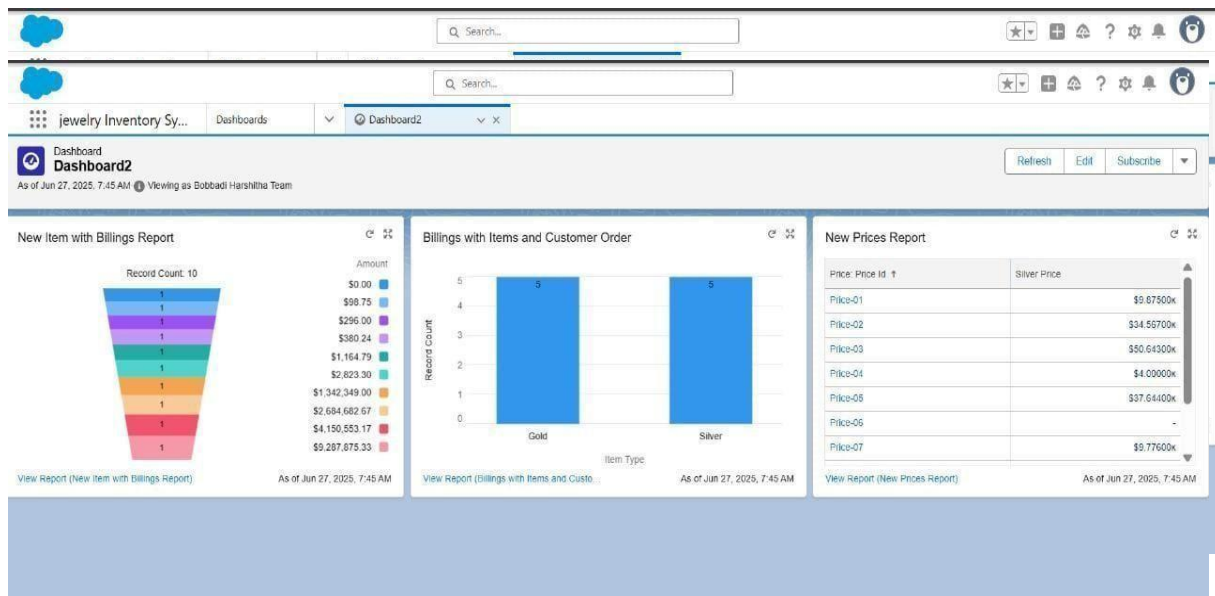 Search...
Search...
jewelry Inventory Sy...
Dashboards
Dashboard2
Dashboard
Dashboard2
As of Jun 27, 2025, 7:45 AM Viewing as Bobbadi Harshitha Team
Refresh
Edit
Subscribe
New Item with Billings Report
Record Count: 10
Amount
1
1
1
1
1
1
1
1
1
1
$0.00
$98.75
$296.00
$380.24
$1,164.79
$2,823.30
$1,342,349.00
$2,684,682.67
$4,150,553.17
$9,287,875.33
View Report (New Item with Billings Report)
As of Jun 27, 2025, 7:45 AM
Billings with Items and Customer Order
Record Count
5
4
3
2
1
0
5
5
Gold
Silver
Item Type
View Report (Billings with Items and Custo...
As of Jun 27, 2025, 7:45 AM
New Prices Report
Price: Price Id ↑ Silver Price
Price-01 $9.87500K
Price-02 $34.56700K
Price-03 $50.64300K
Price-04 $4.00000K
Price-05 $37.64400K
Price-06 -
Price-07 $9.77600K
View Report (New Prices Report)
As of Jun 27, 2025, 7:45 AM